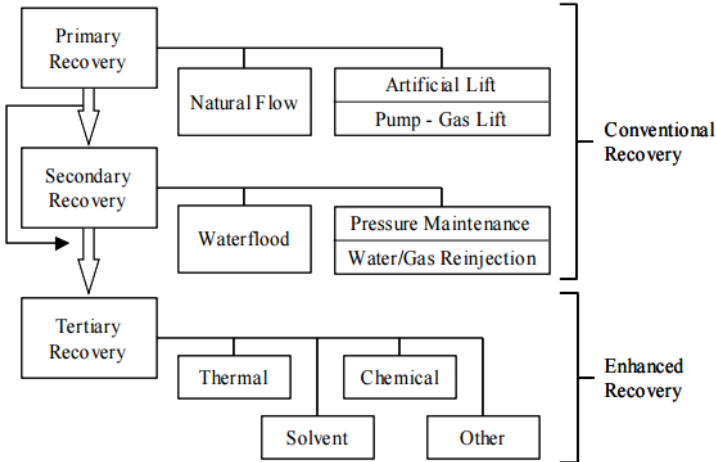 Primary
Recovery
Natural Flow
Artificial Lift
Pump - Gas Lift
Conventional
Recovery
Secondary
Recovery
Waterflood
Pressure Maintenance
Water/Gas Reinjection
Tertiary
Recovery
Thermal
Chemical
Solvent
Other
Enhanced
Recovery